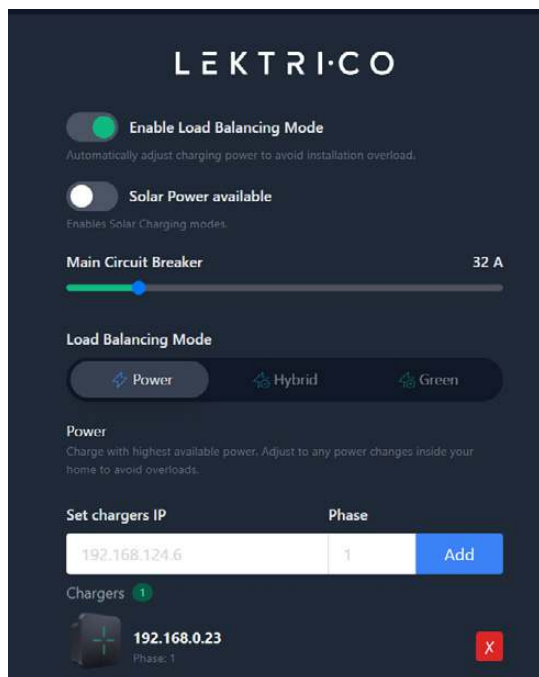 LEKTRI·CO
Enable Load Balancing Mode
Automatically adjust charging power to avoid installation overload.
Solar Power available
Enables Solar Charging modes.
Main Circuit Breaker 32 A
Load Balancing Mode
Power Hybrid Green
Power
Charge with highest available power. Adjust to any power changes inside your
home to avoid overloads.
Set chargers IP Phase
192.168.124.6 1 Add
Chargers 1
192.168.0.23
Phase: 1
X